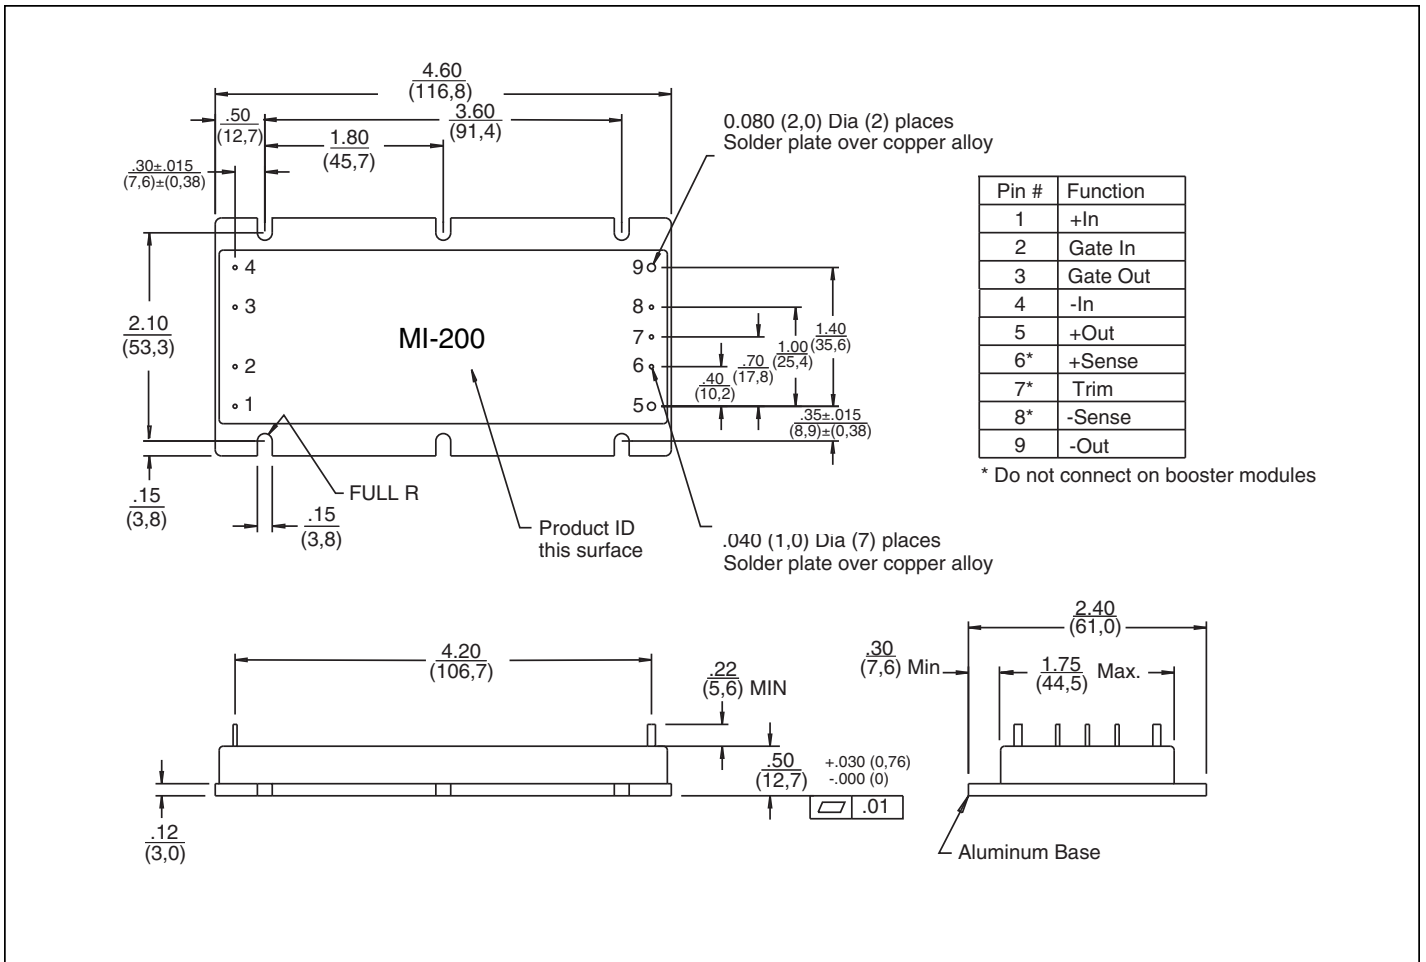 4.60
(116,8)
.50
(12,7)
3.60
(91,4)
1.80
(45,7)
.30±.015
(7,6)±(0,38)
0.080 (2,0) Dia (2) places
Solder plate over copper alloy
4
3
2
1
MI-200
9
8
7
6
5
2.10
(53,3)
1.40
(35,6)
1.00
(25,4)
.70
(17,8)
.40
(10,2)
.35±.015
(8,9)±(0,38)
.15
(3,8)
.15
(3,8)
FULL R
Product ID
this surface
.040 (1,0) Dia (7) places
Solder plate over copper alloy
Pin # Function
1 +In
2 Gate In
3 Gate Out
4 -In
5 +Out
6* +Sense
7* Trim
8* -Sense
9 -Out
* Do not connect on booster modules
4.20
(106,7)
.22
(5,6) MIN
.50
(12,7)
+.030 (0,76)
-.000 (0)
.01
.12
(3,0)
2.40
(61,0)
.30
(7,6) Min
1.75
(44,5) Max.
Aluminum Base